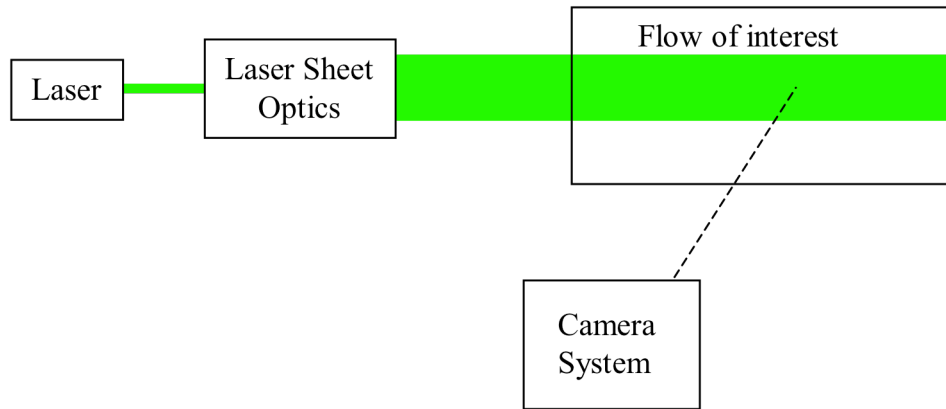 Laser
Laser Sheet
Optics
Flow of interest
Camera
System